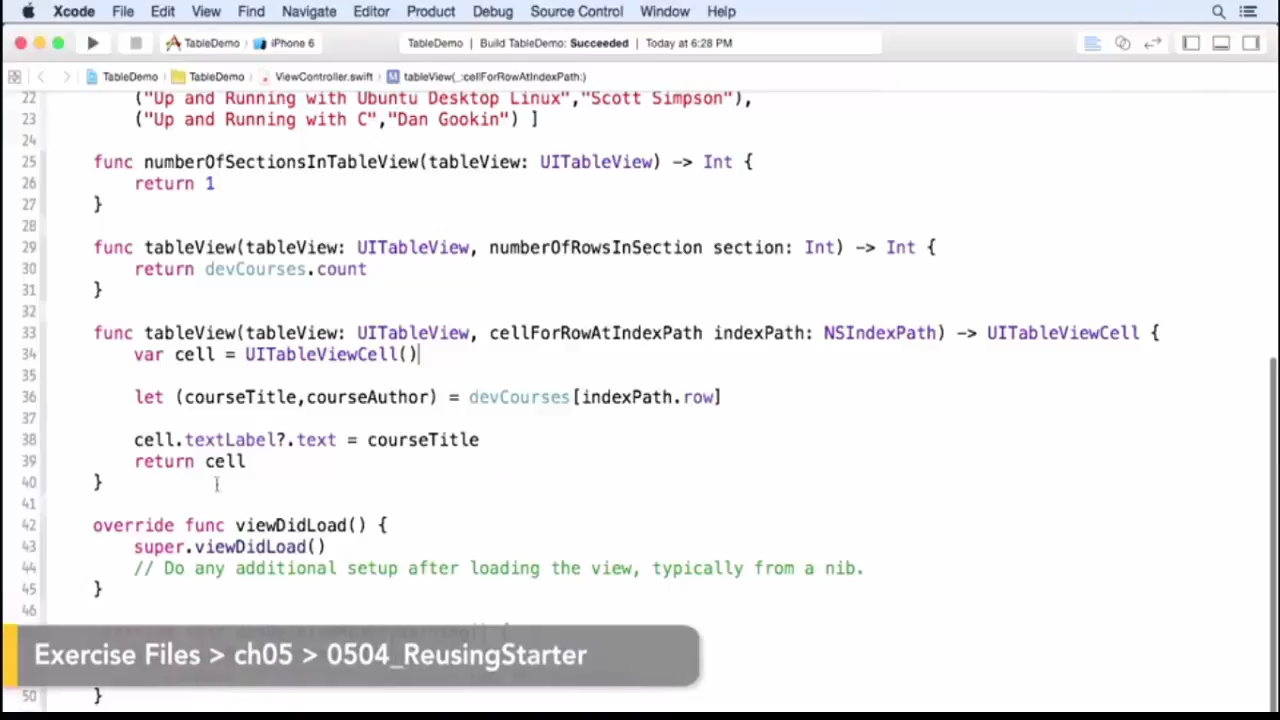 Xcode File Edit View Find Navigate Editor Product Debug Source Control Window Help
TableDemo iPhone 6 TableDemo | Build TableDemo: Succeeded | Today at 6:28 PM
TableDemo TableDemo ViewController.swift M tableView(_:cellForRowAtIndexPath:)
22 ("Up and Running with Ubuntu Desktop Linux","Scott Simpson"),
23 ("Up and Running with C","Dan Gookin") ]
24
25 func numberOfSectionsInTableView(tableView: UITableView) -> Int {
26 return 1
27 }
28
29 func tableView(tableView: UITableView, numberOfRowsInSection section: Int) -> Int {
30 return devCourses.count
31 }
32
33 func tableView(tableView: UITableView, cellForRowAtIndexPath indexPath: NSIndexPath) -> UITableViewCell {
34 var cell = UITableViewCell()
35
36 let (courseTitle,courseAuthor) = devCourses[indexPath.row]
37
38 cell.textLabel?.text = courseTitle
39 return cell
40 }
41
42 override func viewDidLoad() {
43 super.viewDidLoad()
44 // Do any additional setup after loading the view, typically from a nib.
45 }
46
Exercise Files > ch05 > 0504_ReusingStarter
50 }